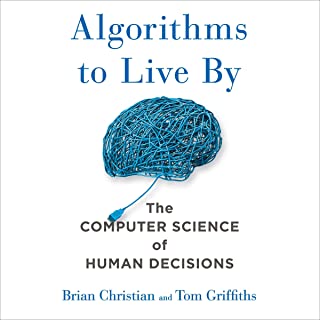 Algorithms
to Live By
The
COMPUTER SCIENCE
of
HUMAN DECISIONS
Brian Christian and Tom Griffiths